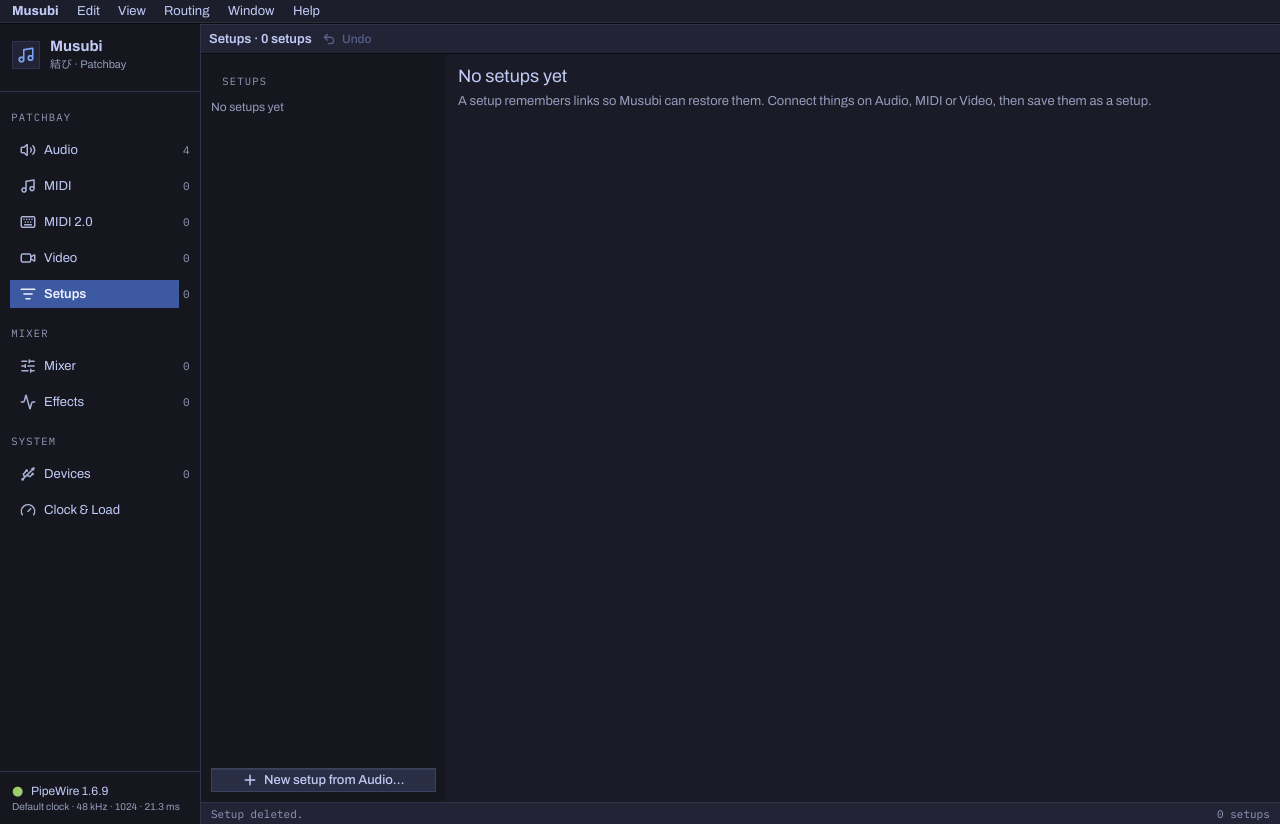 Musubi Edit View Routing Window Help
Musubi
結び · Patchbay
PATCHBAY
Audio 4
MIDI 0
MIDI 2.0 0
Video 0
Setups 0
MIXER
Mixer 0
Effects 0
SYSTEM
Devices 0
Clock & Load
PipeWire 1.6.9
Default clock · 48 kHz · 1024 · 21.3 ms
Setups · 0 setups Undo
SETUPS
No setups yet
New setup from Audio...
No setups yet
A setup remembers links so Musubi can restore them. Connect things on Audio, MIDI or Video, then save them as a setup.
Setup deleted. 0 setups